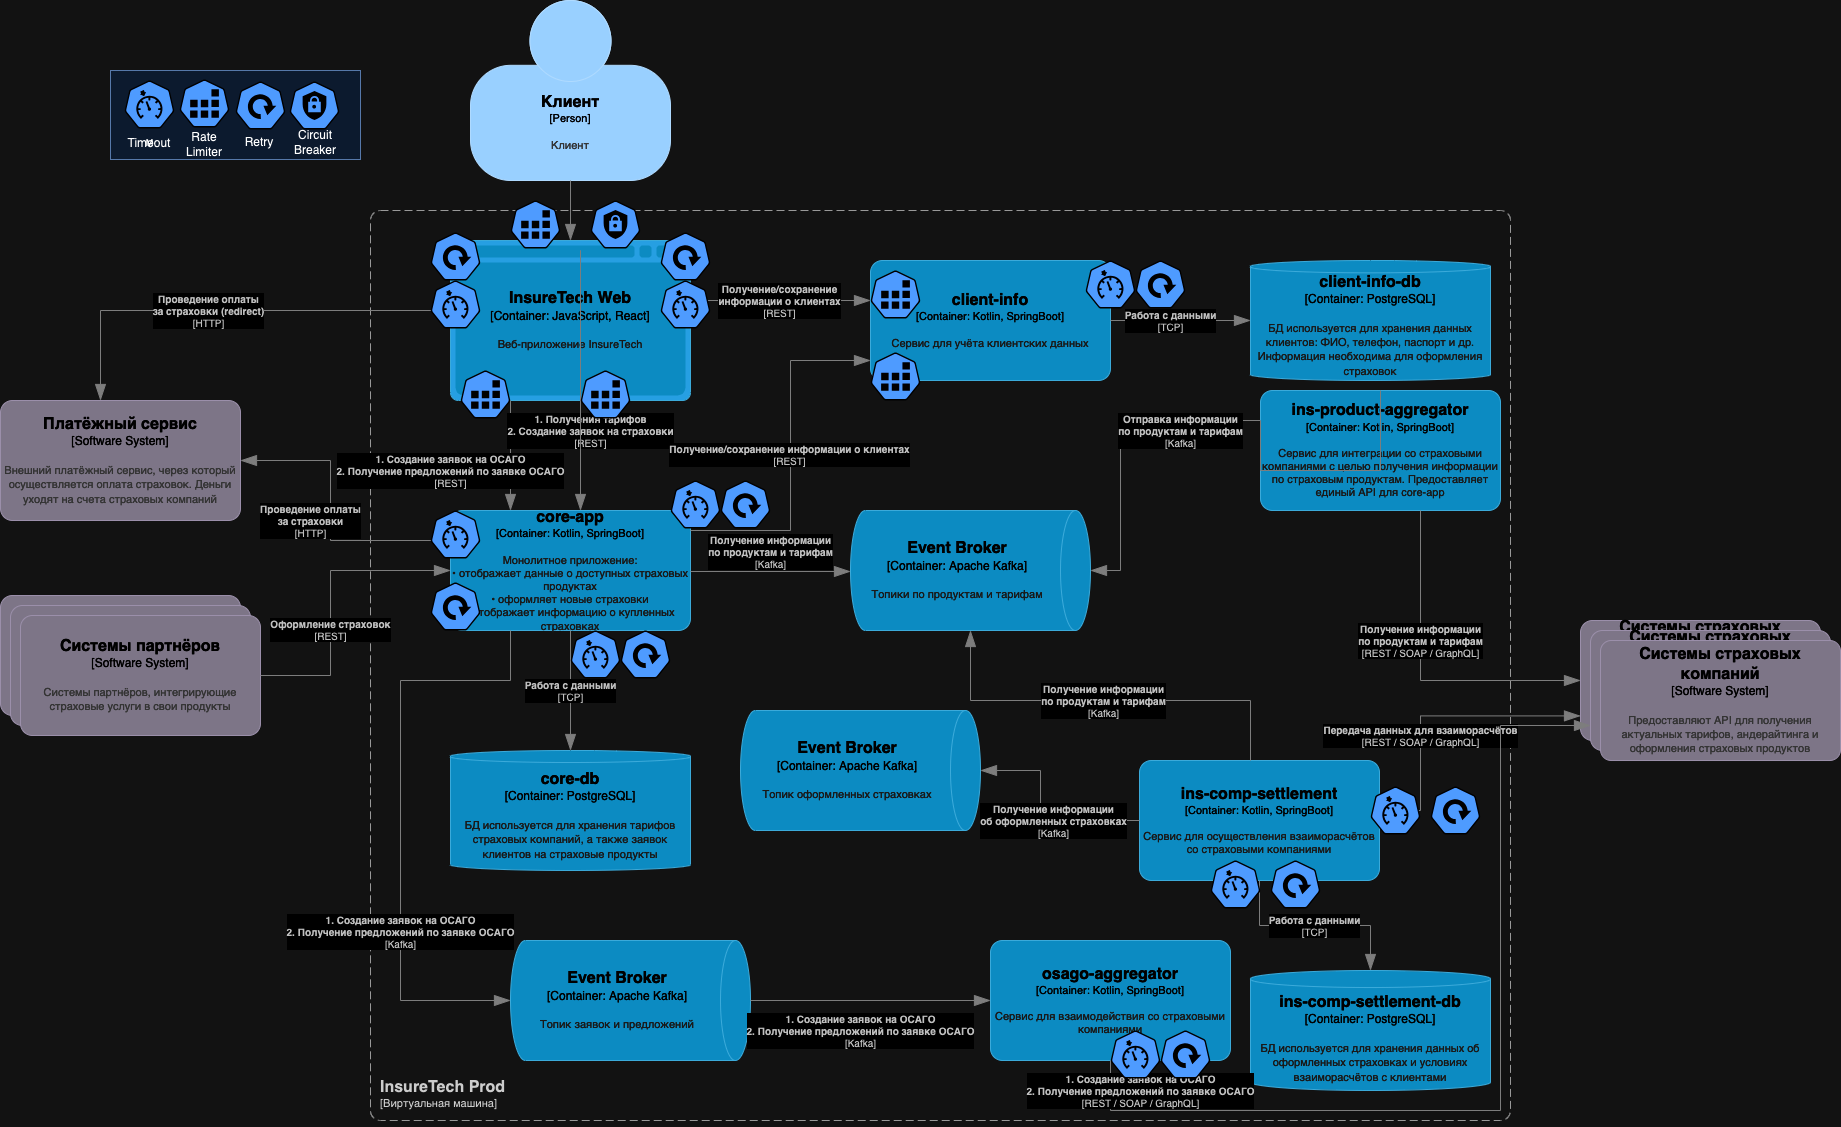 Клиент
[Person]
Клиент
Timeout
Rate
Limiter
Retry
Circuit
Breaker
InsureTech Web
[Container: JavaScript, React]
Веб-приложение InsureTech
Проведение оплаты
за страховки (redirect)
[HTTP]
Получение/сохранение
информации о клиентах
[REST]
client-info
[Container: Kotlin, SpringBoot]
Сервис для учёта клиентских данных
Работа с данными
[TCP]
client-info-db
[Container: PostgreSQL]
БД используется для хранения данных
клиентов: ФИО, телефон, паспорт и др.
Информация необходима для оформления
страховок
Платёжный сервис
[Software System]
Внешний платёжный сервис, через который
осуществляется оплата страховок. Деньги
уходят на счета страховых компаний
1. Создание заявок на ОСАГО
2. Получение предложений по заявке ОСАГО
[REST]
1. Получения тарифов
2. Создание заявок на страховки
[REST]
Получение/сохранение информации о клиентах
[REST]
Отправка информации
по продуктам и тарифам
[Kafka]
ins-product-aggregator
[Container: Kotlin, SpringBoot]
Сервис для интеграции со страховыми
компаниями с целью получения информации
по страховым продуктам. Предоставляет
единый API для core-app
Проведение оплаты
за страховки
[HTTP]
core-app
[Container: Kotlin, SpringBoot]
Монолитное приложение:
• отображает данные о доступных страховых
продуктах
• оформляет новые страховки
отображает информацию о купленных
страховках
Получение информации
по продуктам и тарифам
[Kafka]
Event Broker
[Container: Apache Kafka]
Топики по продуктам и тарифам
Оформление страховок
[REST]
Системы партнёров
[Software System]
Системы партнёров, интегрирующие
страховые услуги в свои продукты
Получение информации
по продуктам и тарифам
[REST / SOAP / GraphQL]
Системы страховых
Системы страховых
Системы страховых
компаний
[Software System]
Предоставляют API для получения
актуальных тарифов, андерайтинга и
оформления страховых продуктов
Работа с данными
[TCP]
Получение информации
по продуктам и тарифам
[Kafka]
Передача данных для взаиморасчётов
[REST / SOAP / GraphQL]
core-db
[Container: PostgreSQL]
БД используется для хранения тарифов
страховых компаний, а также заявок
клиентов на страховые продукты
Event Broker
[Container: Apache Kafka]
Топик оформленных страховках
Получение информации
об оформленных страховках
[Kafka]
ins-comp-settlement
[Container: Kotlin, SpringBoot]
Сервис для осуществления взаиморасчётов
со страховыми компаниями
Работа с данными
[TCP]
1. Создание заявок на ОСАГО
2. Получение предложений по заявке ОСАГО
[Kafka]
Event Broker
[Container: Apache Kafka]
Топик заявок и предложений
1. Создание заявок на ОСАГО
2. Получение предложений по заявке ОСАГО
[Kafka]
osago-aggregator
[Container: Kotlin, SpringBoot]
Сервис для взаимодействия со страховыми
компаниями
ins-comp-settlement-db
[Container: PostgreSQL]
БД используется для хранения данных об
оформленных страховках и условиях
взаиморасчётов с клиентами
1. Создание заявок на ОСАГО
2. Получение предложений по заявке ОСАГО
[REST / SOAP / GraphQL]
InsureTech Prod
[Виртуальная машина]